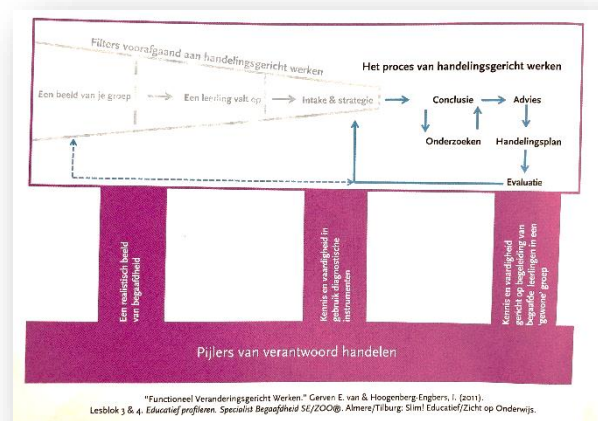 Filters voorafgaand aan handelingsgericht werken
Het proces van handelingsgericht werken
Een beeld van je groep
Een leerling valt op
Intake & strategie
Conclusie
Advies
Onderzoeken
Handelingsplan
Evaluatie
Een realistisch beeld
van begaafdheid
Kennis en vaardigheid in
gebruik diagnostische
instrumenten
Kennis en vaardigheid
gericht op begeleiding van
begaafde leerlingen in een
'gewone' groep
Pijlers van verantwoord handelen
"Functioneel Veranderingsgericht Werken." Gerven E. van & Hoogenberg-Engbers, I. (2011).
Lesblok 3 & 4. Educatief profileren. Specialist Begaafdheid SE/ZOO®. Almere/Tilburg: Slim! Educatief/Zicht op Onderwijs.